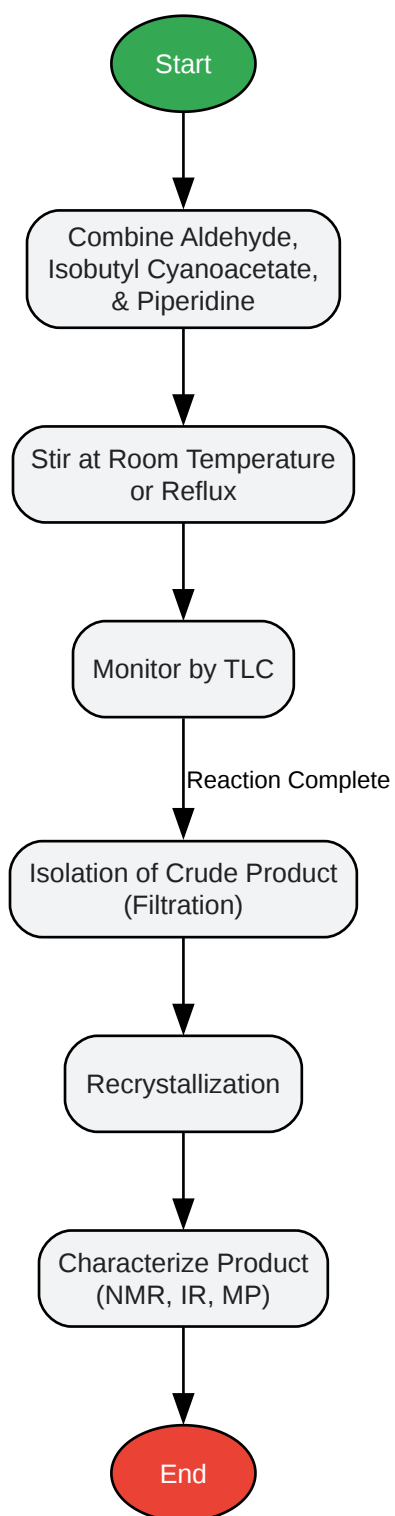 Start
Combine Aldehyde,
Isobutyl Cyanoacetate,
& Piperidine
Stir at Room Temperature
or Reflux
Monitor by TLC
Reaction Complete
Isolation of Crude Product
(Filtration)
Recrystallization
Characterize Product
(NMR, IR, MP)
End